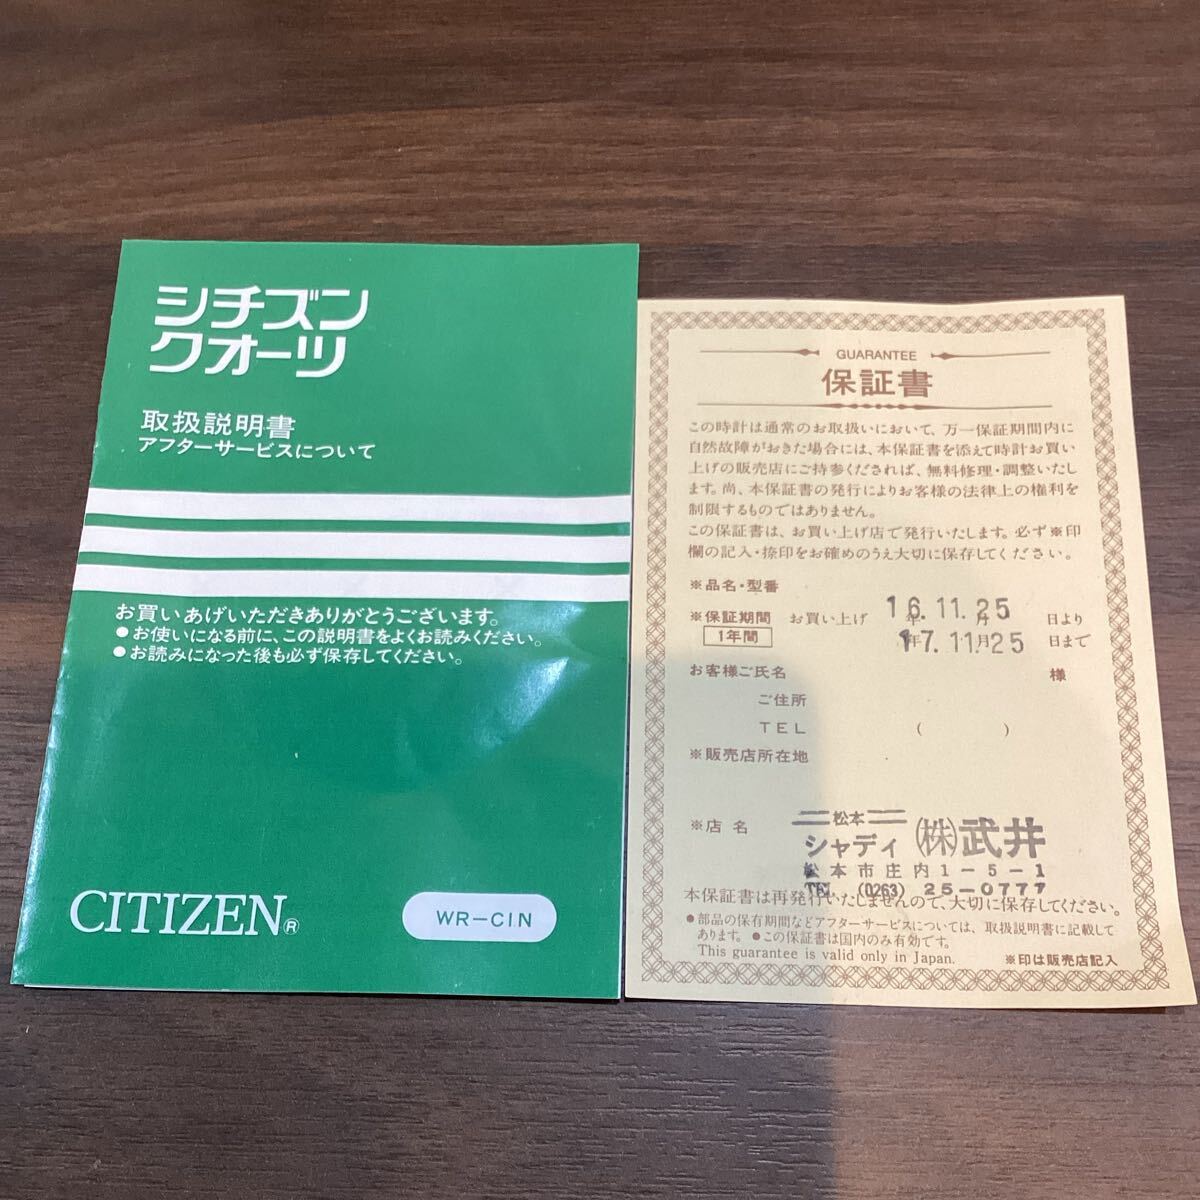 シチズン
クオーツ
取扱説明書
アフターサービスについて
お買いあげいただきありがとうございます。
●お使いになる前に、この説明書をよくお読みください。
●お読みになった後も必ず保存してください。
CITIZEN®
WR-CIN
GUARANTEE
保証書
この時計は通常のお取扱いにおいて、万一保証期間内に
自然故障がおきた場合には、本保証書を添えて時計お買い
上げの販売店にご持参くだされば、無料修理・調整いたし
ます。尚、本保証書の発行によりお客様の法律上の権利を
制限するものではありません。
この保証書は、お買い上げ店で発行いたします。必ず※印
欄の記入・捺印をお確めのうえ大切に保存してください。
※品名・型番
※保証期間 お買い上げ 16.11.25 年 月 日より
1年間 17.11.25 年 月 日まで
お客様ご氏名 様
ご住所
TEL ( )
※販売店所在地
※店名 松本 シャディ ㈱武井
松本市庄内1-5-1
TEL (0263) 25-0777
本保証書は再発行いたしませんので、大切に保存してください。
●部品の保有期間などアフターサービスについては、取扱説明書に記載して
あります。●この保証書は国内のみ有効です。
This guarantee is valid only in Japan. ※印は販売店記入